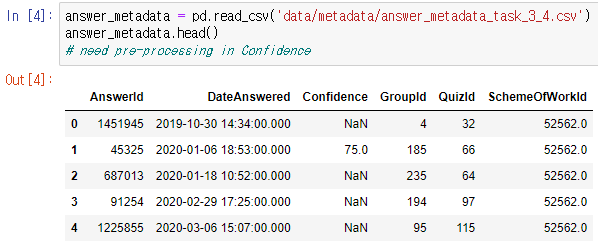 In [4]: answer_metadata = pd.read_csv('data/metadata/answer_metadata_task_3_4.csv')
answer_metadata.head()
# need pre-processing in Confidence
Out[4]:
AnswerId DateAnswered Confidence GroupId QuizId SchemeOfWorkId
0 1451945 2019-10-30 14:34:00.000 NaN 4 32 52562.0
1 45325 2020-01-06 18:53:00.000 75.0 185 66 52562.0
2 687013 2020-01-18 10:52:00.000 NaN 235 64 52562.0
3 91254 2020-02-29 17:25:00.000 NaN 194 97 52562.0
4 1225855 2020-03-06 15:07:00.000 NaN 95 115 52562.0